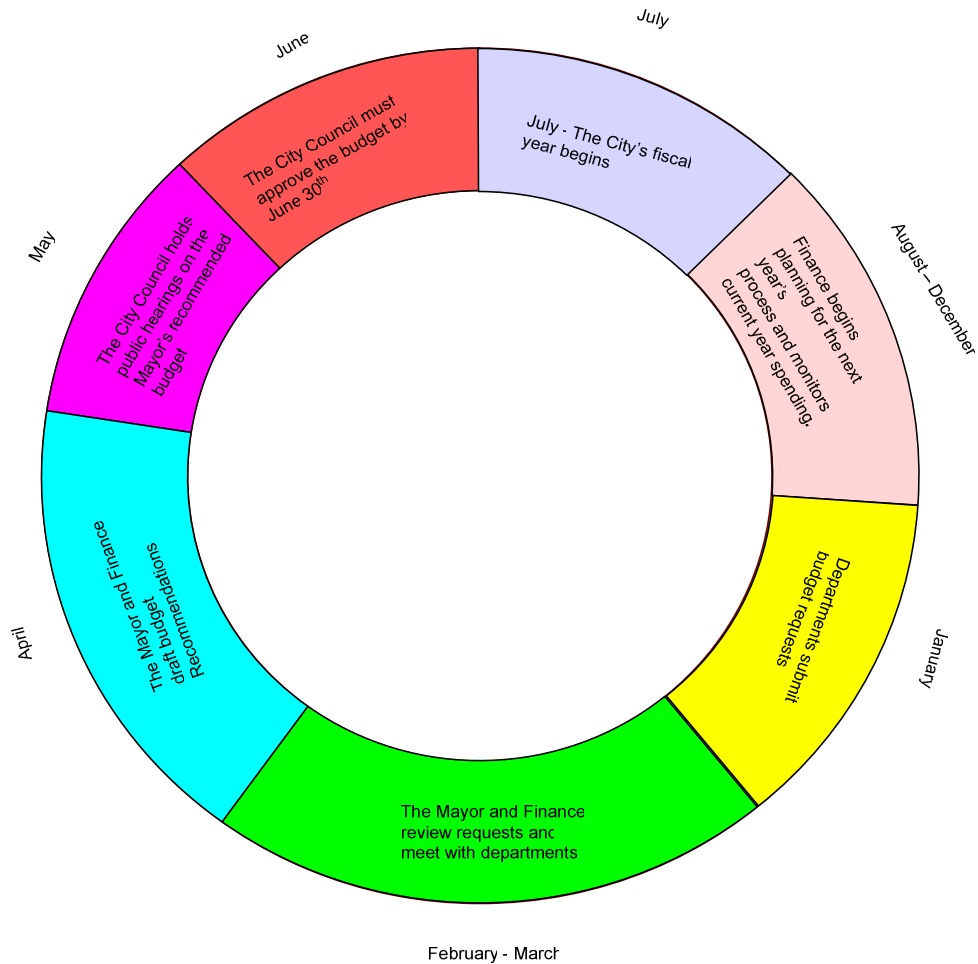 July
July - The City's fiscal
year begins
August – December
Finance begins
planning for the next
year's
process and monitors
current year spending.
January
Departments submit
budget requests
February - March
The Mayor and Finance
review requests and
meet with departments
April
The Mayor and Finance
draft budget
Recommendations
May
The City Council holds
public hearings on the
Mayor's recommended
budget
June
The City Council must
approve the budget by
June 30th